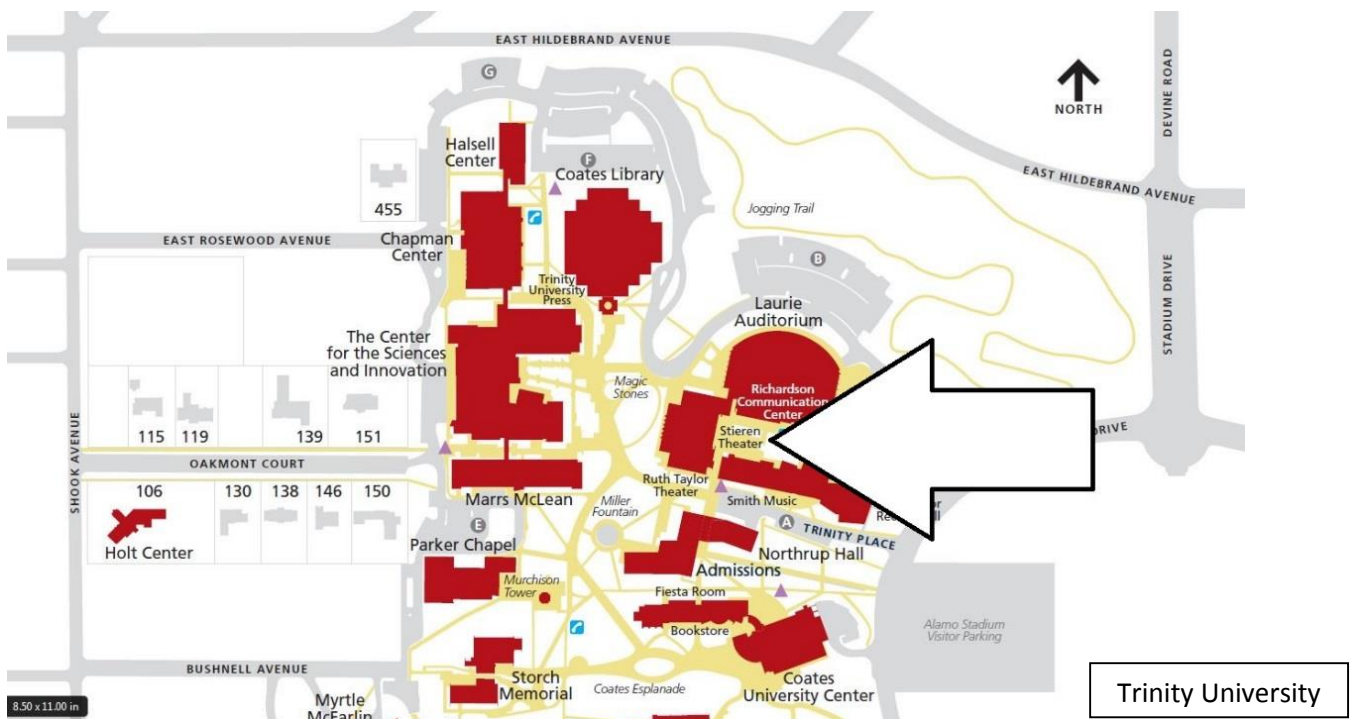 EAST HILDEBRAND AVENUE
G
NORTH
DEVINE ROAD
Halsell
Center
F
Coates Library
EAST HILDEBRAND AVENUE
455
Jogging Trail
EAST ROSEWOOD AVENUE
Chapman
Center
B
Trinity
University
Press
Laurie
Auditorium
STADIUM DRIVE
The Center
for the Sciences
and Innovation
Magic
Stones
Richardson
Communication
Center
115
119
139
151
Stieren
Theater
DRIVE
SHOOK AVENUE
OAKMONT COURT
106
130
138
146
150
Marrs McLean
Ruth Taylor
Theater
Smith Music
Miller
Fountain
A
TRINITY PLACE
Holt Center
E
Parker Chapel
Northrup Hall
Admissions
Murchison
Tower
Fiesta Room
Bookstore
Alamo Stadium
Visitor Parking
BUSHNELL AVENUE
Storch
Memorial
Coates Esplanade
Coates
University Center
Myrtle
McFarlin
8.50 x 11.00 in
Trinity University